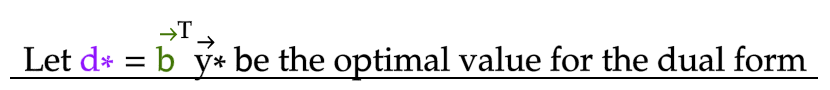 Let d* = b⃗ᵀ y⃗* be the optimal value for the dual form